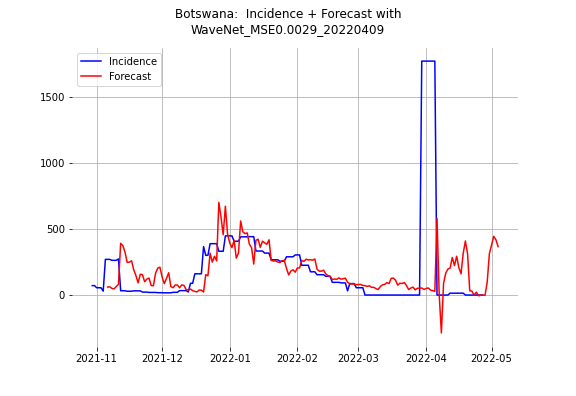 Botswana:  Incidence + Forecast with
WaveNet_MSE0.0029_20220409
Incidence
Forecast
1500
1000
500
0
2021-11 2021-12 2022-01 2022-02 2022-03 2022-04 2022-05